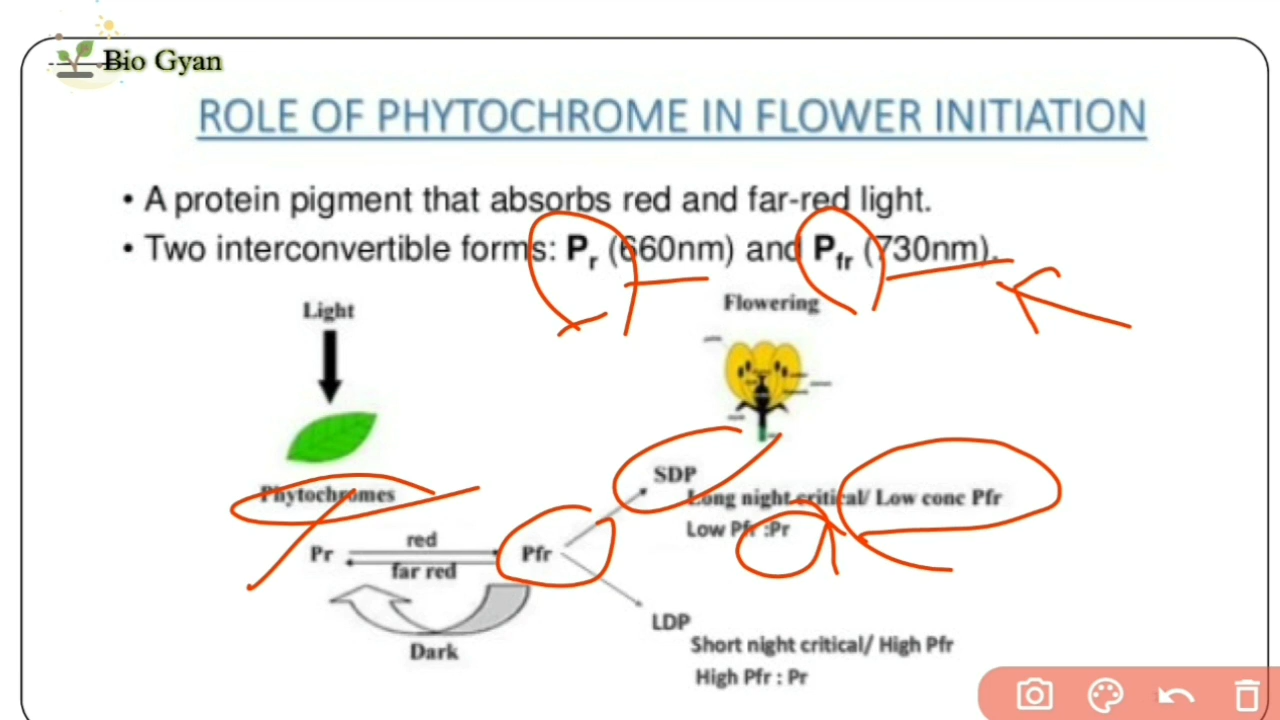 Bio Gyan
ROLE OF PHYTOCHROME IN FLOWER INITIATION
• A protein pigment that absorbs red and far-red light.
• Two interconvertible forms: Pr (660nm) and Pfr (730nm).
Light
Flowering
Phytochromes
SDP
Long night critical/ Low conc Pfr
Low Pfr :Pr
Pr
red
far red
Pfr
Dark
LDP
Short night critical/ High Pfr
High Pfr : Pr